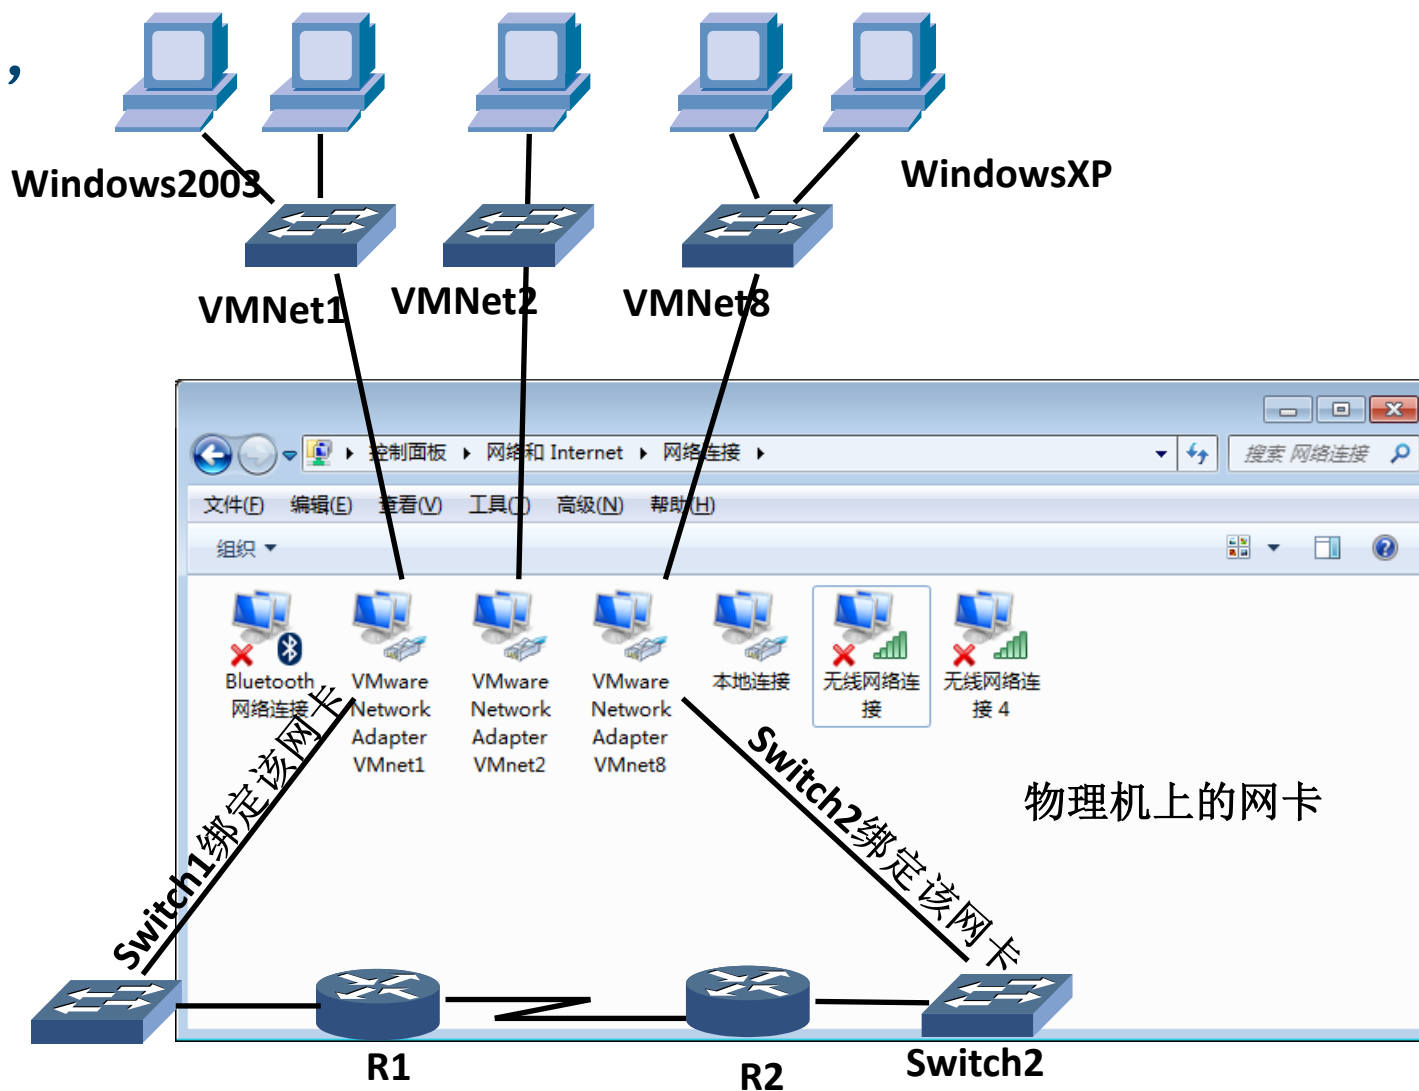 ，
Windows2003
WindowsXP
VMNet1
VMNet2
VMNet8
控制面板 网络和 Internet 网络连接
搜索 网络连接
文件(F) 编辑(E) 查看(V) 工具(T) 高级(N) 帮助(H)
组织
Bluetooth
网络连接
VMware
Network
Adapter
VMnet1
VMware
Network
Adapter
VMnet2
VMware
Network
Adapter
VMnet8
本地连接
无线网络连
接
无线网络连
接 4
Switch1绑定该网卡
Switch2绑定该网卡
物理机上的网卡
R1
R2
Switch2